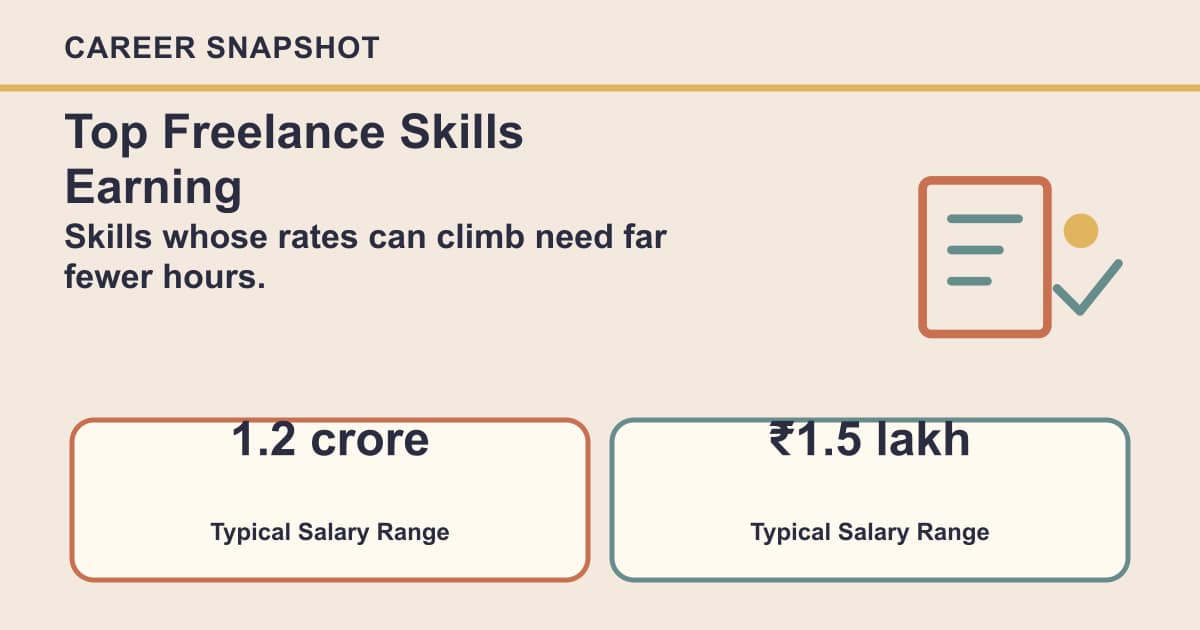 CAREER SNAPSHOT
Top Freelance Skills
Earning
Skills whose rates can climb need far
fewer hours.
1.2 crore
Typical Salary Range
₹1.5 lakh
Typical Salary Range